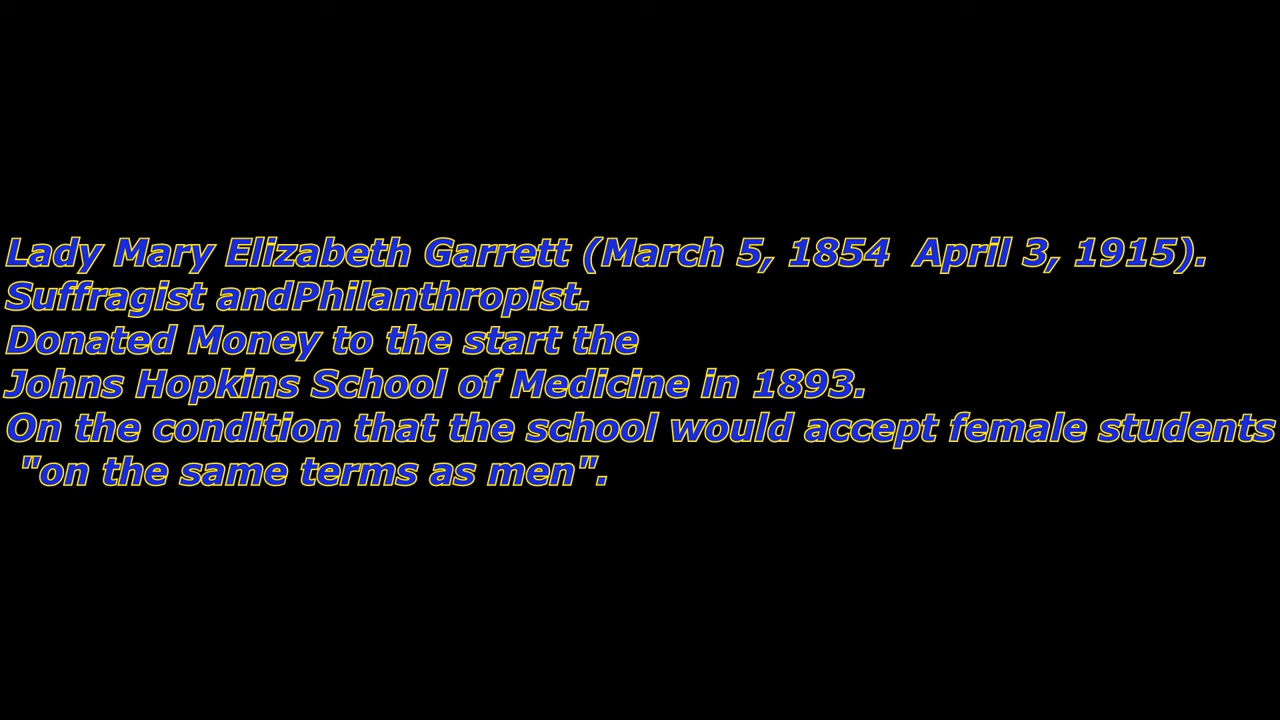 Lady Mary Elizabeth Garrett (March 5, 1854  April 3, 1915).
Suffragist andPhilanthropist.
Donated Money to the start the
Johns Hopkins School of Medicine in 1893.
On the condition that the school would accept female students
"on the same terms as men".